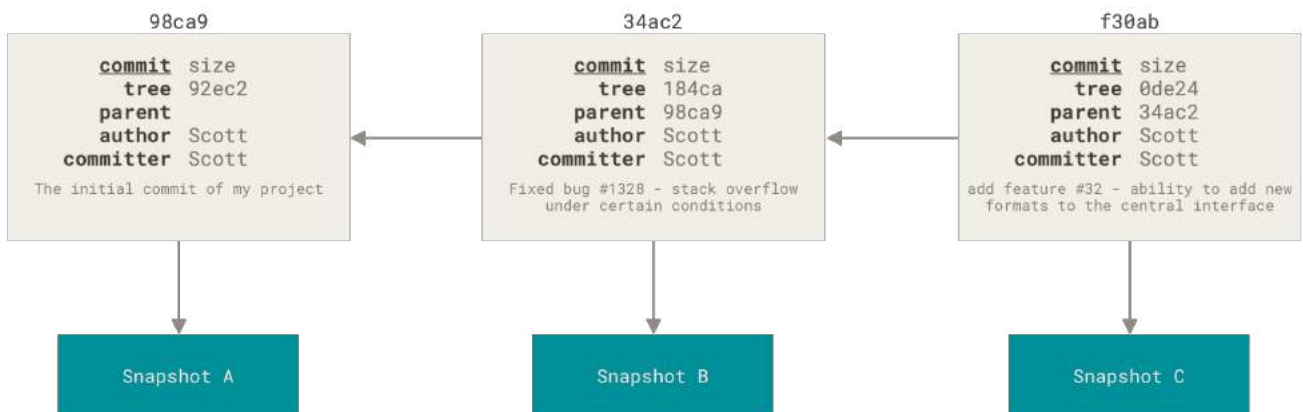 98ca9
commit size
tree 92ec2
parent
author Scott
committer Scott
The initial commit of my project
Snapshot A
34ac2
commit size
tree 184ca
parent 98ca9
author Scott
committer Scott
Fixed bug #1328 - stack overflow
under certain conditions
Snapshot B
f30ab
commit size
tree 0de24
parent 34ac2
author Scott
committer Scott
add feature #32 - ability to add new
formats to the central interface
Snapshot C